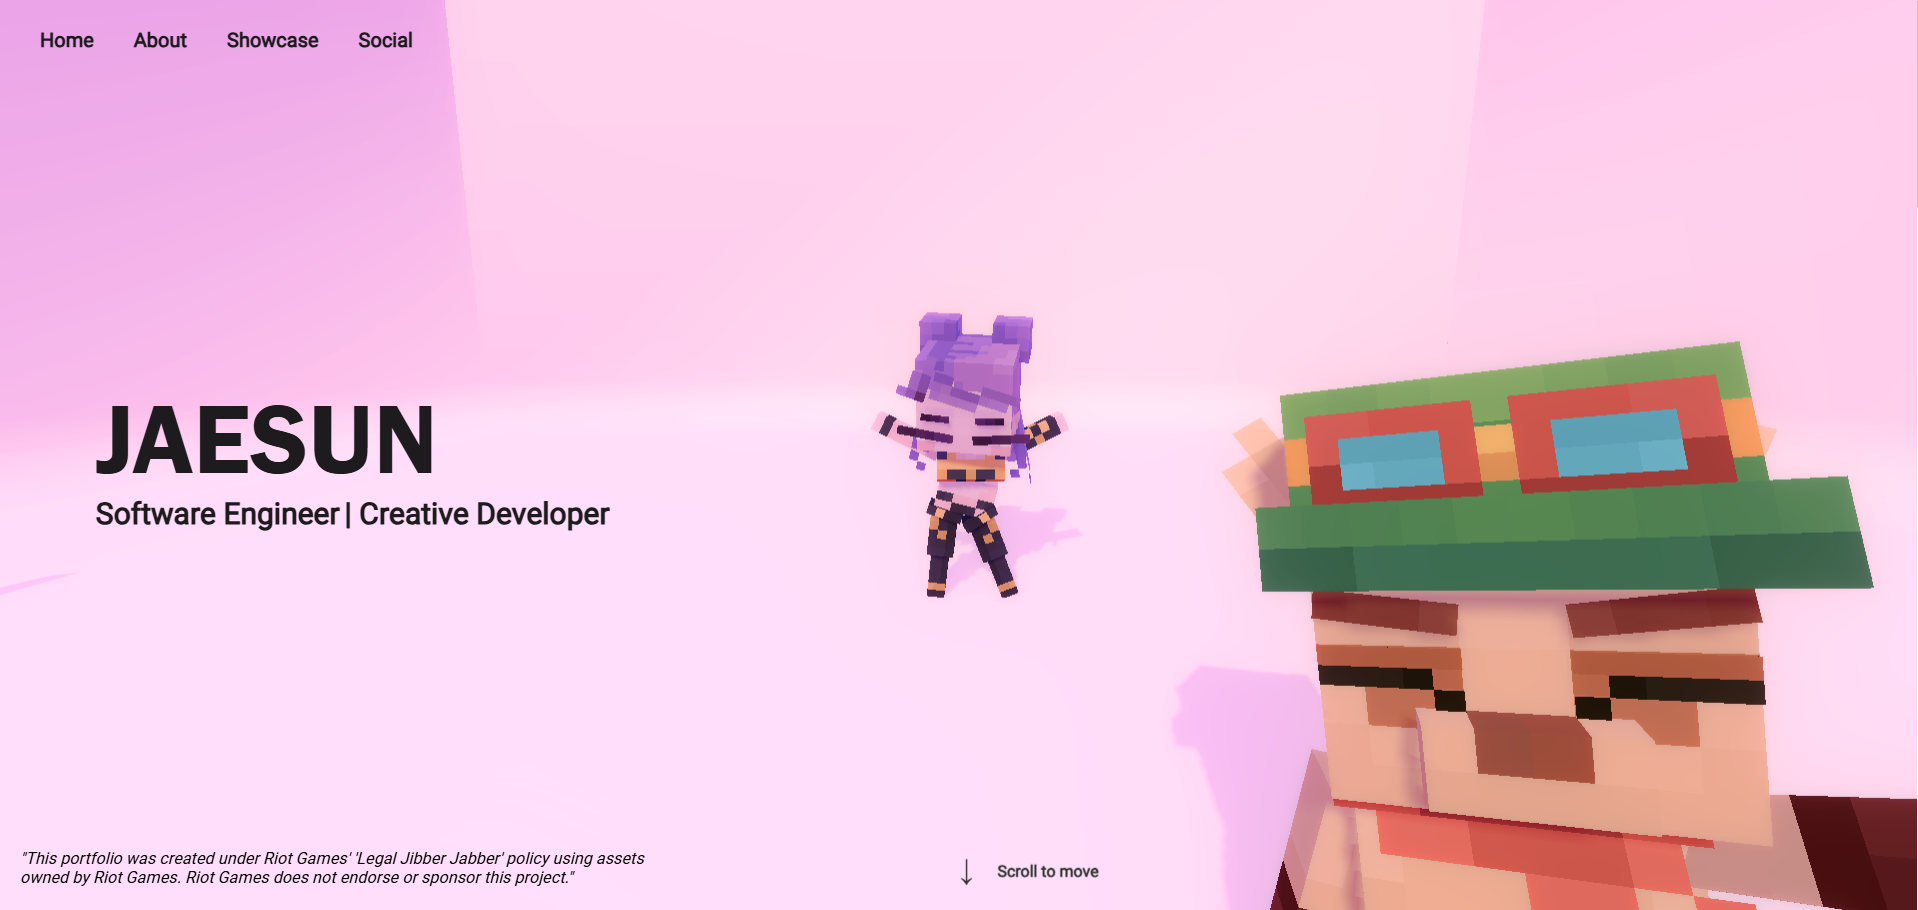 Home About Showcase Social
JAESUN
Software Engineer | Creative Developer
"This portfolio was created under Riot Games' 'Legal Jibber Jabber' policy using assets
owned by Riot Games. Riot Games does not endorse or sponsor this project."
↓ Scroll to move